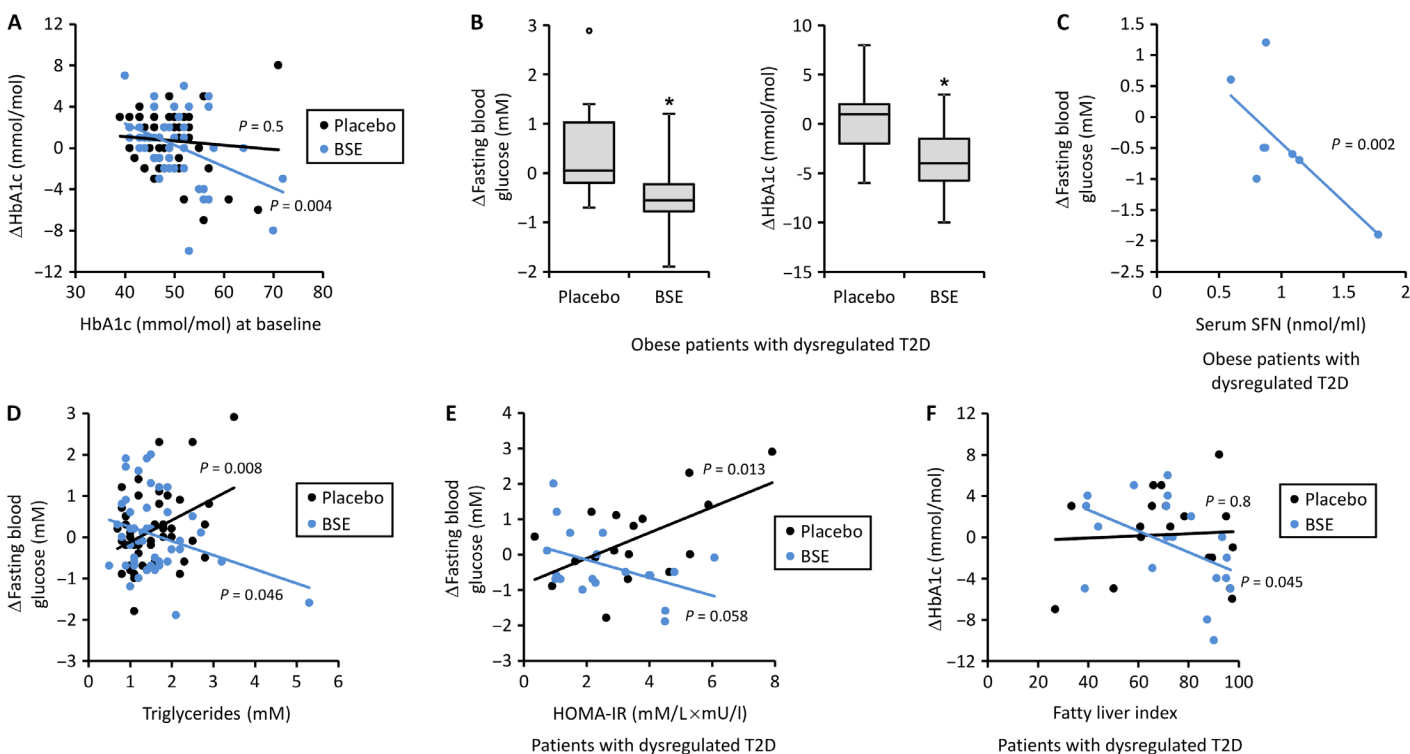 A
12
8
4
0
−4
−8
−12
ΔHbA1c (mmol/mol)
P = 0.5
P = 0.004
Placebo
BSE
30
40
50
60
70
80
HbA1c (mmol/mol) at baseline
B
3
2
1
0
−1
−2
ΔFasting blood
glucose (mM)
*
Placebo
BSE
10
5
0
−5
−10
−15
ΔHbA1c (mmol/mol)
*
Placebo
BSE
Obese patients with dysregulated T2D
C
1.5
1
0.5
0
−0.5
−1
−1.5
−2
−2.5
ΔFasting blood
glucose (mM)
P = 0.002
0
0.5
1
1.5
2
Serum SFN (nmol/ml)
Obese patients with
dysregulated T2D
D
3
2
1
0
−1
−2
−3
ΔFasting blood
glucose (mM)
P = 0.008
P = 0.046
Placebo
BSE
0
1
2
3
4
5
6
Triglycerides (mM)
E
4
3
2
1
0
−1
−2
−3
ΔFasting blood
glucose (mM)
P = 0.013
P = 0.058
Placebo
BSE
0
2
4
6
8
HOMA-IR (mM/L×mU/l)
Patients with dysregulated T2D
F
12
8
4
0
−4
−8
−12
ΔHbA1c (mmol/mol)
P = 0.8
P = 0.045
Placebo
BSE
0
20
40
60
80
100
Fatty liver index
Patients with dysregulated T2D